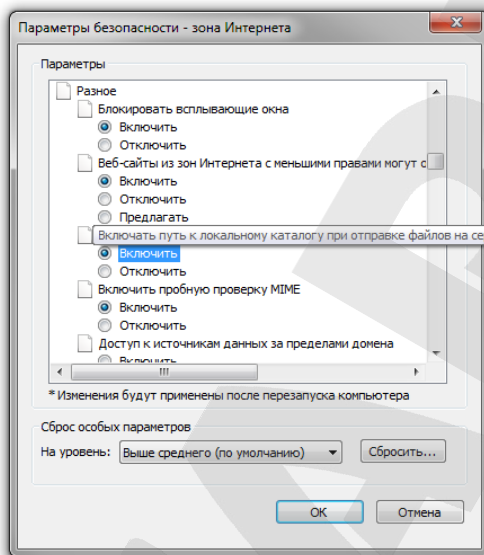 Параметры безопасности - зона Интернета
Параметры
Разное
Блокировать всплывающие окна
Включить
Отключить
Веб-сайты из зон Интернета с меньшими правами могут о
Включить
Отключить
Предлагать
Включать путь к локальному каталогу при отправке файлов на се
Включить
Отключить
Включить пробную проверку MIME
Включить
Отключить
Доступ к источникам данных за пределами домена
Включить
* Изменения будут применены после перезапуска компьютера
Сброс особых параметров
На уровень:
Выше среднего (по умолчанию)
Сбросить...
ОК
Отмена